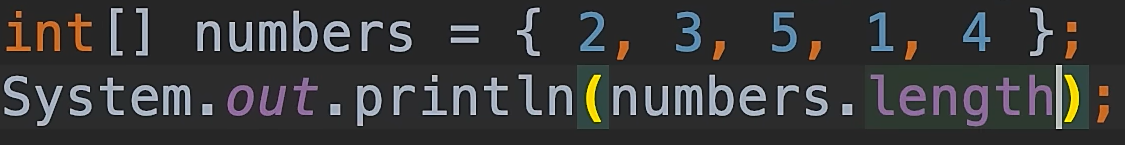 int[] numbers = { 2, 3, 5, 1, 4 };
System.out.println(numbers.length);